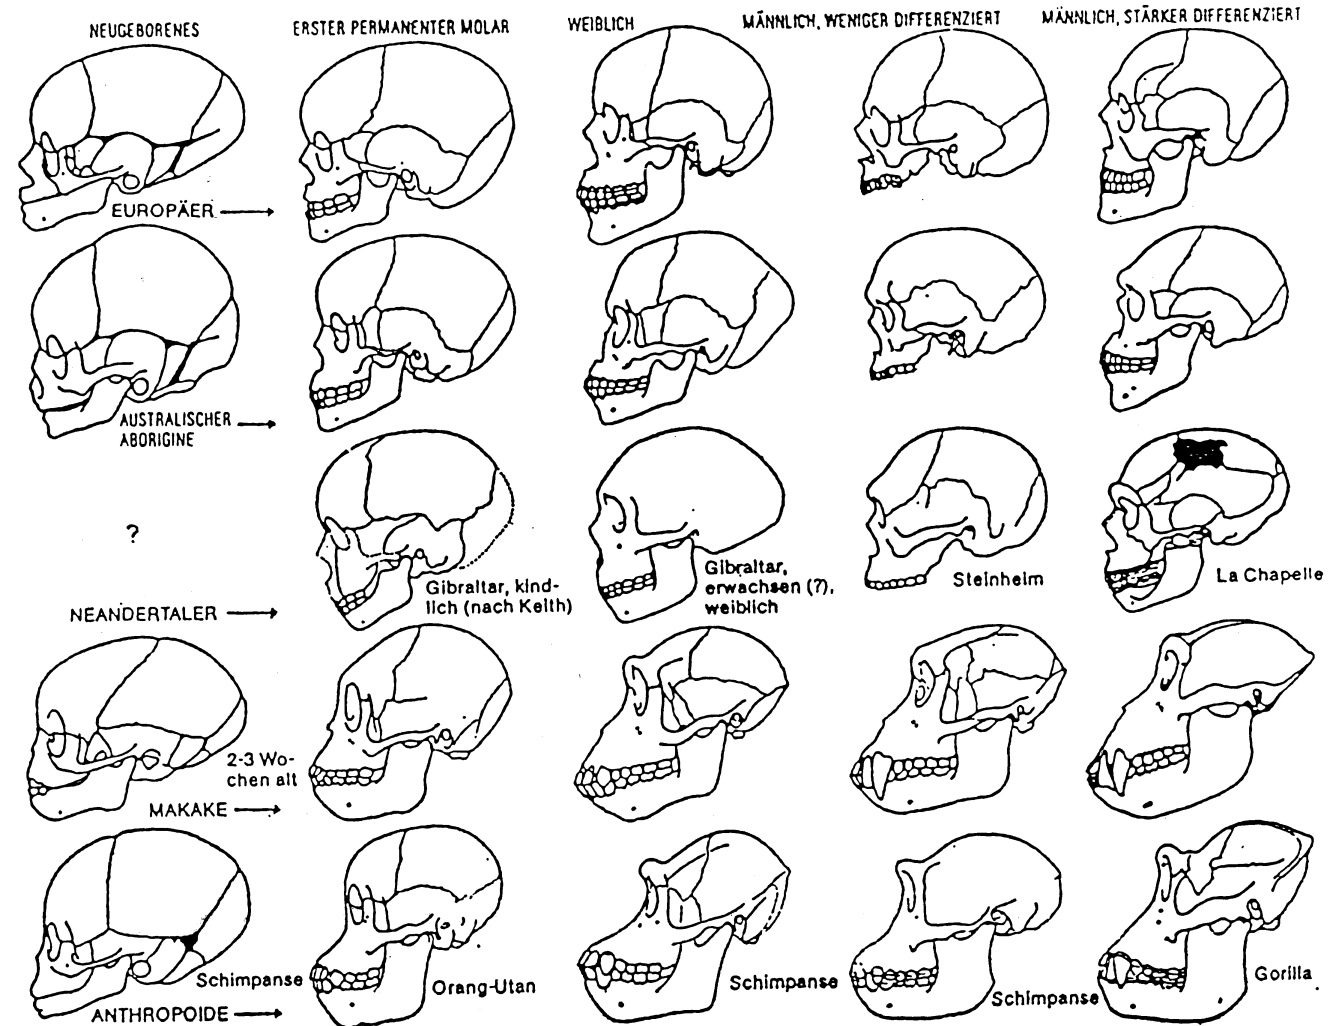 NEUGEBORENES
ERSTER PERMANENTER MOLAR
WEIBLICH
MÄNNLICH, WENIGER DIFFERENZIERT
MÄNNLICH, STÄRKER DIFFERENZIERT
EUROPÄER
AUSTRALISCHER
ABORIGINE
?
NEANDERTALER
Gibraltar, kind-
lich (nach Keith)
Gibraltar,
erwachsen (?),
weiblich
Steinheim
La Chapelle
2-3 Wo-
chen alt
MAKAKE
Schimpanse
ANTHROPOIDE
Orang-Utan
Schimpanse
Schimpanse
Gorilla